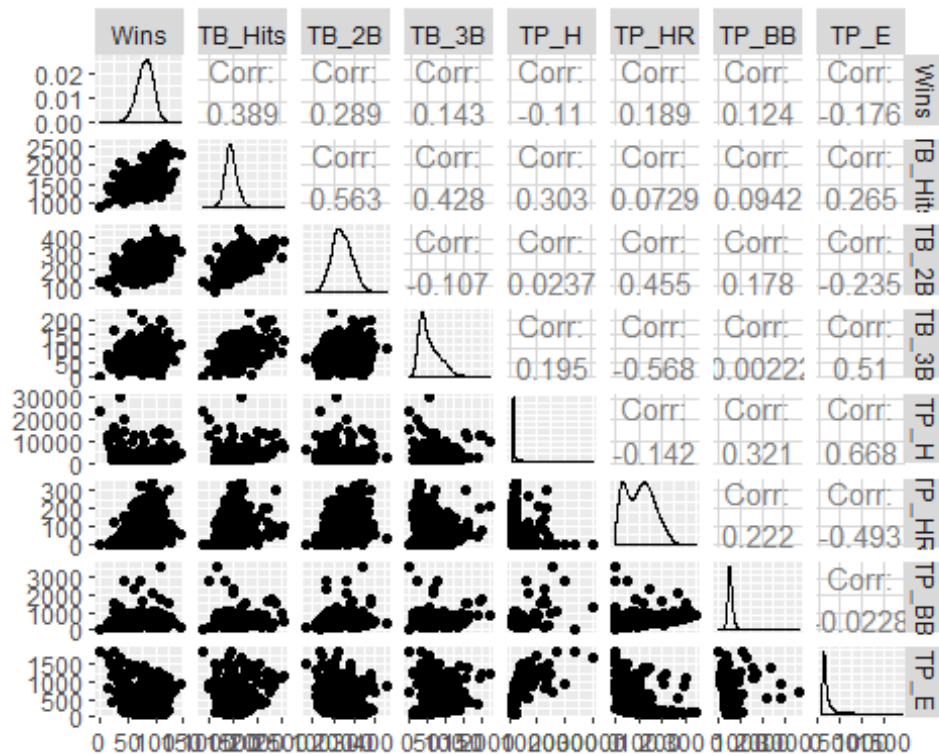 Wins TB_Hits TB_2B TB_3B TP_H TP_HR TP_BB TP_E
0.02 Corr: Corr: Corr: Corr: Corr: Corr: Corr: Wins
0.01
0.00 0.389 0.289 0.143 -0.11 0.189 0.124 -0.176
2500 Corr: Corr: Corr: Corr: Corr: Corr:
2000
1500
1000 0.563 0.428 0.303 0.0729 0.0942 0.265
400 Corr: Corr: Corr: Corr: Corr: TB_2B
300
200
100 -0.107 0.0237 0.455 0.178 -0.235
200 Corr: Corr: Corr: Corr: TB_3B
150
100
50
0 0.195 -0.568 0.51
30000 Corr: Corr: Corr: TP_H
20000
10000
0 -0.142 0.321 0.668
300 Corr: Corr: TP_HR
200
100
0 0.222 -0.493
3000 Corr: TP_BB
2000
1000
0 -0.0228
1500 TP_E
1000
500
0
0 50